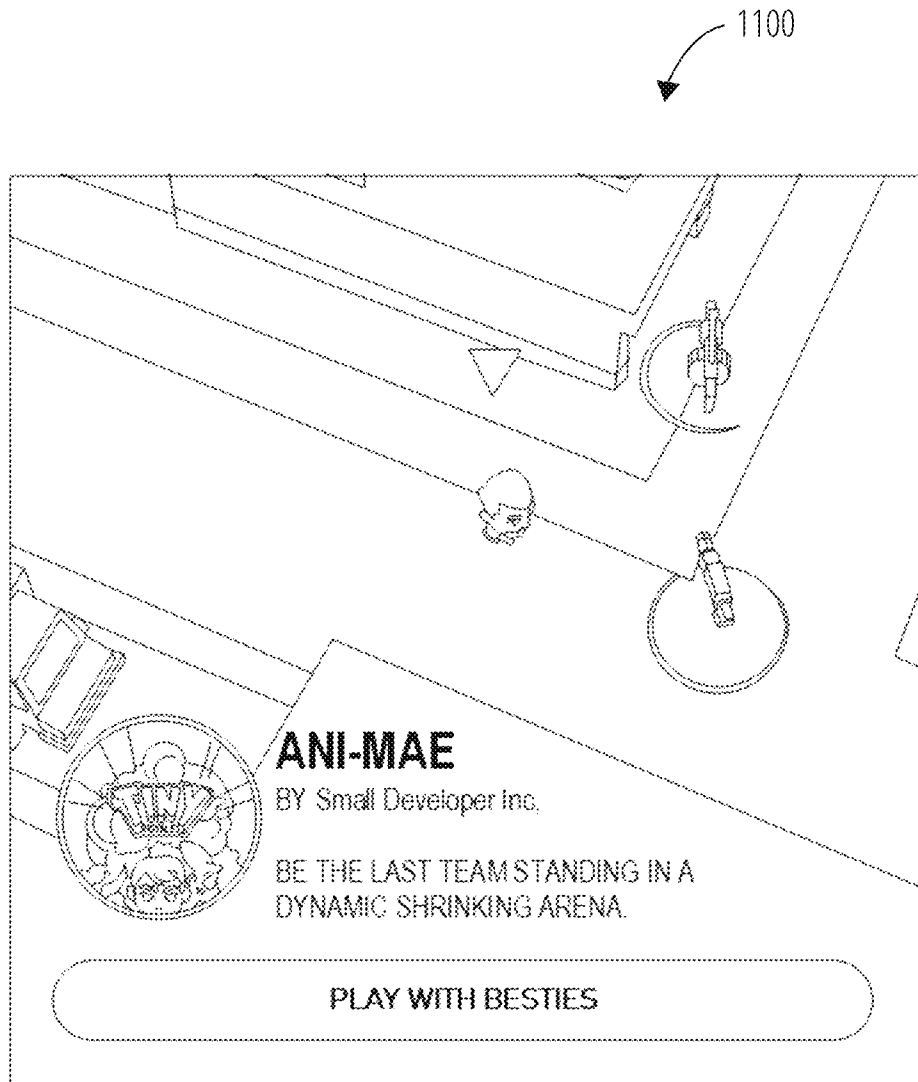 1100
TINY
ANI-MAE
BY Small Developer Inc.
BE THE LAST TEAM STANDING IN A
DYNAMIC SHRINKING ARENA.
PLAY WITH BESTIES